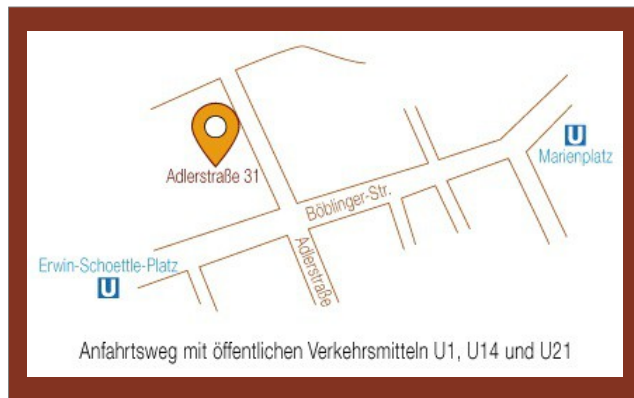 Adlerstraße 31
U
Marienplatz
Böblinger-Str.
Adlerstraße
Erwin-Schoettle-Platz
U
Anfahrtsweg mit öffentlichen Verkehrsmitteln U1, U14 und U21